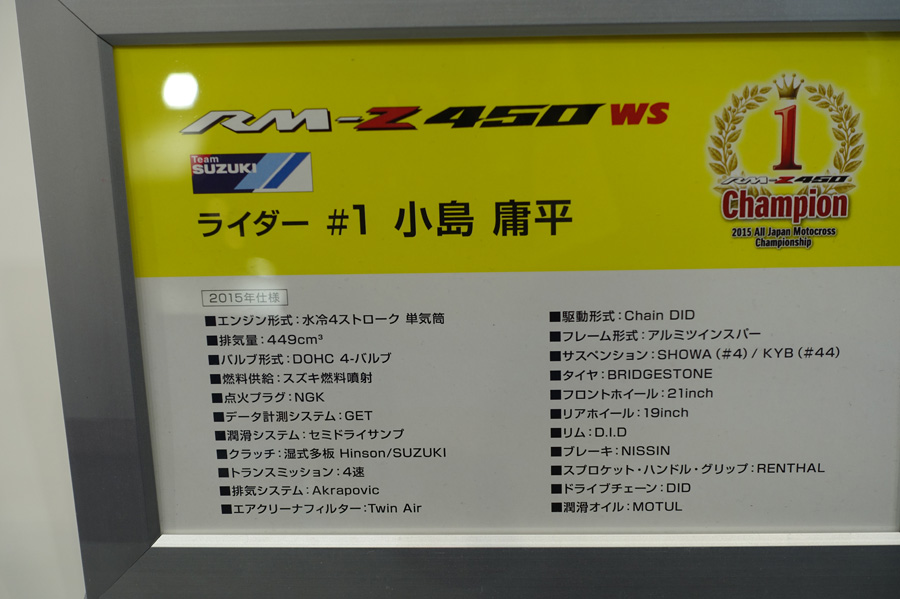 RM-Z 450 WS
Team
SUZUKI
ライダー #1 小島 庸平
1
RM-Z450
Champion
2015 All Japan Motocross
Championship
2015年仕様
■エンジン形式:水冷4ストローク 単気筒
■排気量:449cm³
■バルブ形式:DOHC 4-バルブ
■燃料供給:スズキ燃料噴射
■点火プラグ:NGK
■データ計測システム:GET
■潤滑システム:セミドライサンプ
■クラッチ:湿式多板 Hinson/SUZUKI
■トランスミッション:4速
■排気システム:Akrapovic
■エアクリーナフィルター:Twin Air
■駆動形式:Chain DID
■フレーム形式:アルミツインスパー
■サスペンション:SHOWA(#4)/ KYB(#44)
■タイヤ:BRIDGESTONE
■フロントホイール:21inch
■リアホイール:19inch
■リム:D.I.D
■ブレーキ:NISSIN
■スプロケット・ハンドル・グリップ:RENTHAL
■ドライブチェーン:DID
■潤滑オイル:MOTUL